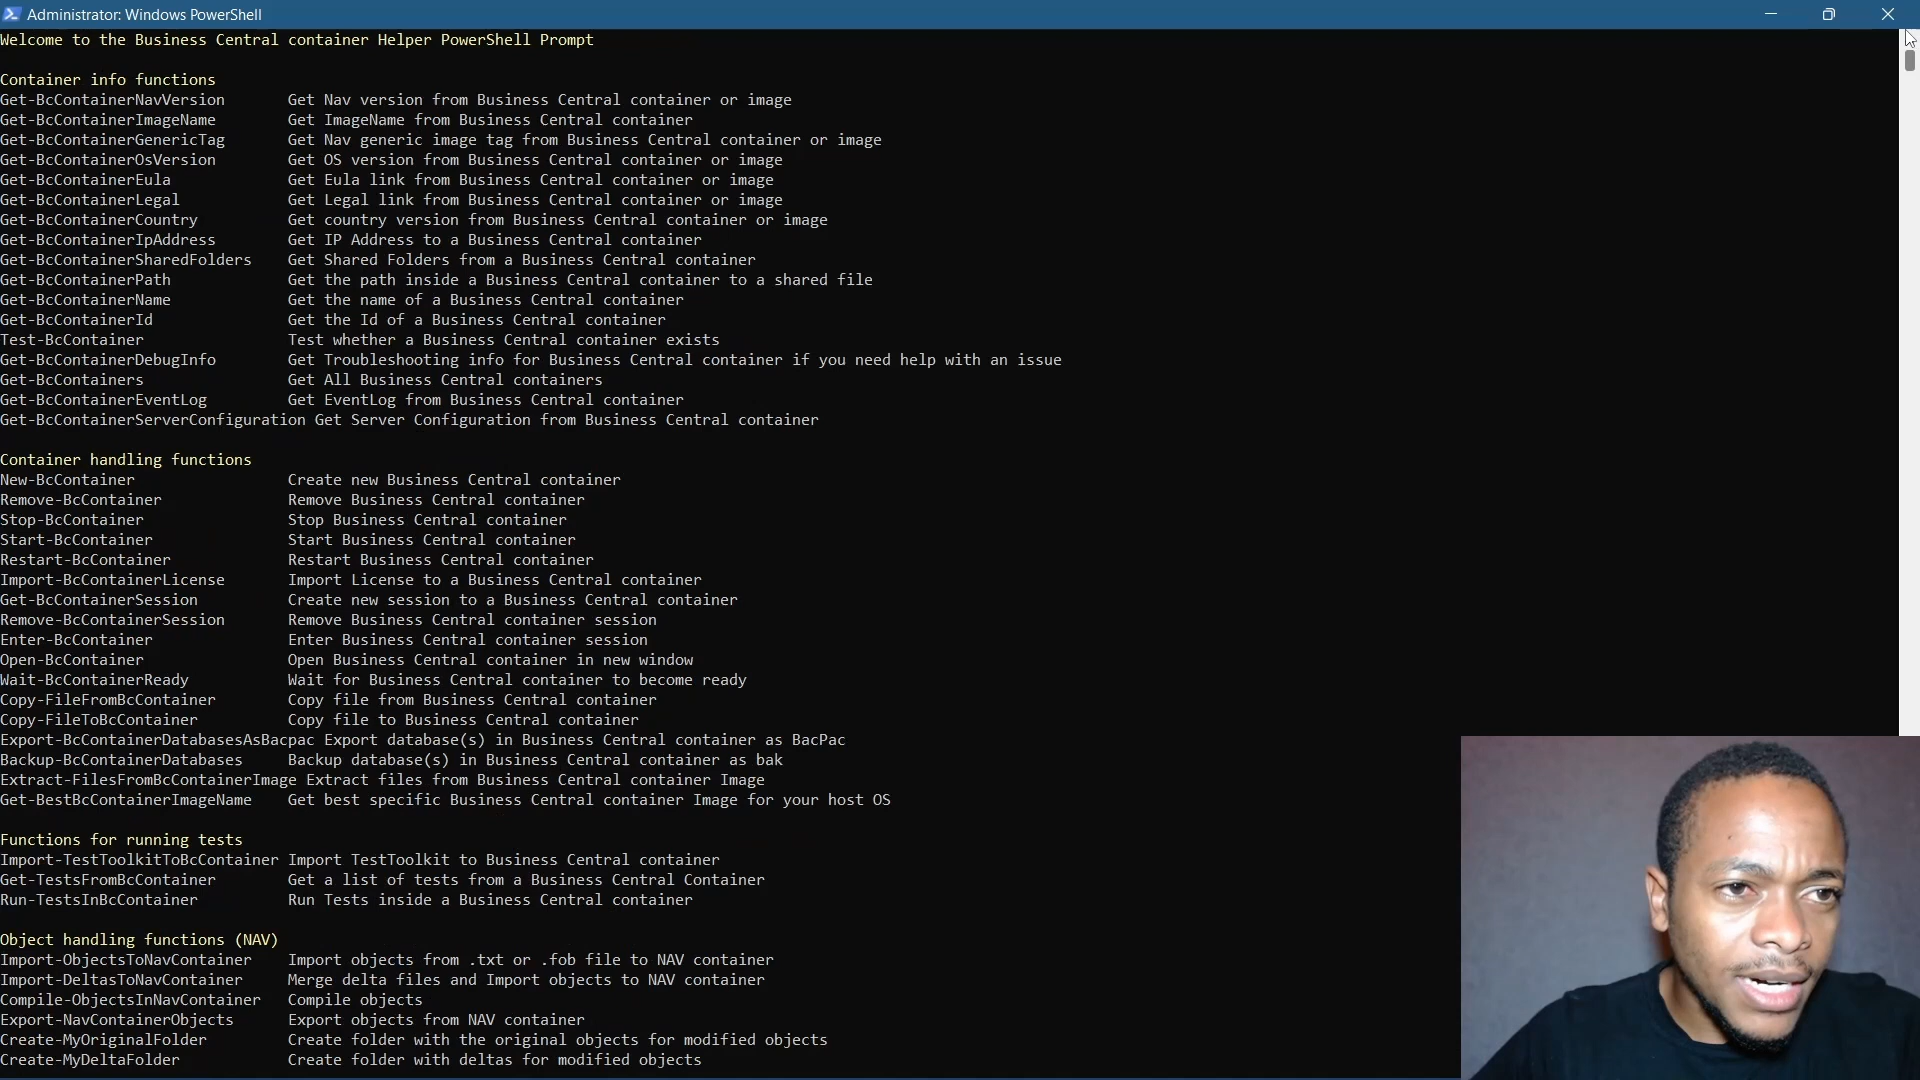 Administrator: Windows PowerShell
Welcome to the Business Central container Helper PowerShell Prompt
Container info functions
Get-BcContainerNavVersion Get Nav version from Business Central container or image
Get-BcContainerImageName Get ImageName from Business Central container
Get-BcContainerGenericTag Get Nav generic image tag from Business Central container or image
Get-BcContainerOsVersion Get OS version from Business Central container or image
Get-BcContainerEula Get Eula link from Business Central container or image
Get-BcContainerLegal Get Legal link from Business Central container or image
Get-BcContainerCountry Get country version from Business Central container or image
Get-BcContainerIpAddress Get IP Address to a Business Central container
Get-BcContainerSharedFolders Get Shared Folders from a Business Central container
Get-BcContainerPath Get the path inside a Business Central container to a shared file
Get-BcContainerName Get the name of a Business Central container
Get-BcContainerId Get the Id of a Business Central container
Test-BcContainer Test whether a Business Central container exists
Get-BcContainerDebugInfo Get Troubleshooting info for Business Central container if you need help with an issue
Get-BcContainers Get All Business Central containers
Get-BcContainerEventLog Get EventLog from Business Central container
Get-BcContainerServerConfiguration Get Server Configuration from Business Central container
Container handling functions
New-BcContainer Create new Business Central container
Remove-BcContainer Remove Business Central container
Stop-BcContainer Stop Business Central container
Start-BcContainer Start Business Central container
Restart-BcContainer Restart Business Central container
Import-BcContainerLicense Import License to a Business Central container
Get-BcContainerSession Create new session to a Business Central container
Remove-BcContainerSession Remove Business Central container session
Enter-BcContainer Enter Business Central container session
Open-BcContainer Open Business Central container in new window
Wait-BcContainerReady Wait for Business Central container to become ready
Copy-FileFromBcContainer Copy file from Business Central container
Copy-FileToBcContainer Copy file to Business Central container
Export-BcContainerDatabasesAsBacpac Export database(s) in Business Central container as BacPac
Backup-BcContainerDatabases Backup database(s) in Business Central container as bak
Extract-FilesFromBcContainerImage Extract files from Business Central container Image
Get-BestBcContainerImageName Get best specific Business Central container Image for your host OS
Functions for running tests
Import-TestToolkitToBcContainer Import TestToolkit to Business Central container
Get-TestsFromBcContainer Get a list of tests from a Business Central Container
Run-TestsInBcContainer Run Tests inside a Business Central container
Object handling functions (NAV)
Import-ObjectsToNavContainer Import objects from .txt or .fob file to NAV container
Import-DeltasToNavContainer Merge delta files and Import objects to NAV container
Compile-ObjectsInNavContainer Compile objects
Export-NavContainerObjects Export objects from NAV container
Create-MyOriginalFolder Create folder with the original objects for modified objects
Create-MyDeltaFolder Create folder with deltas for modified objects